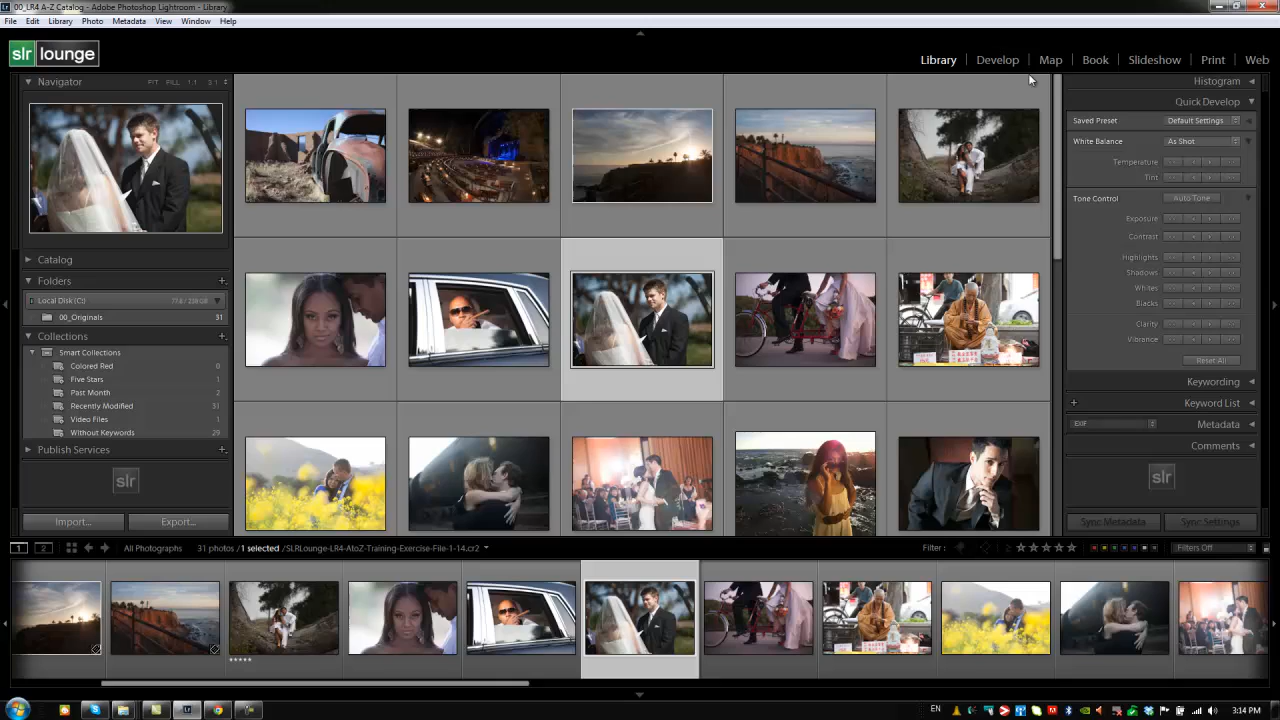 00_LR4 A-Z Catalog - Adobe Photoshop Lightroom - Library
File Edit Library Photo Metadata View Window Help
slr lounge
Library | Develop | Map | Book | Slideshow | Print | Web
Navigator FIT FILL 1:1 3:1
Catalog
Folders
Local Disk (C:)
00_Originals 31
Collections
Smart Collections
Colored Red 0
Five Stars 1
Past Month 2
Recently Modified 31
Video Files 1
Without Keywords 29
Publish Services
slr
Import... Export...
Histogram
Quick Develop
Saved Preset Default Settings
White Balance As Shot
Temperature
Tint
Tone Control Auto Tone
Exposure
Contrast
Highlights
Shadows
Whites
Blacks
Clarity
Vibrance
Reset All
Keywording
Keyword List
EXIF Metadata
Comments
slr
Sync Metadata Sync Settings
1 2 All Photographs 31 photos / 1 selected / SLRLounge-LR4-AtoZ-Training-Exercise-File-1-14.cr2 Filter : Filters Off
EN 3:14 PM